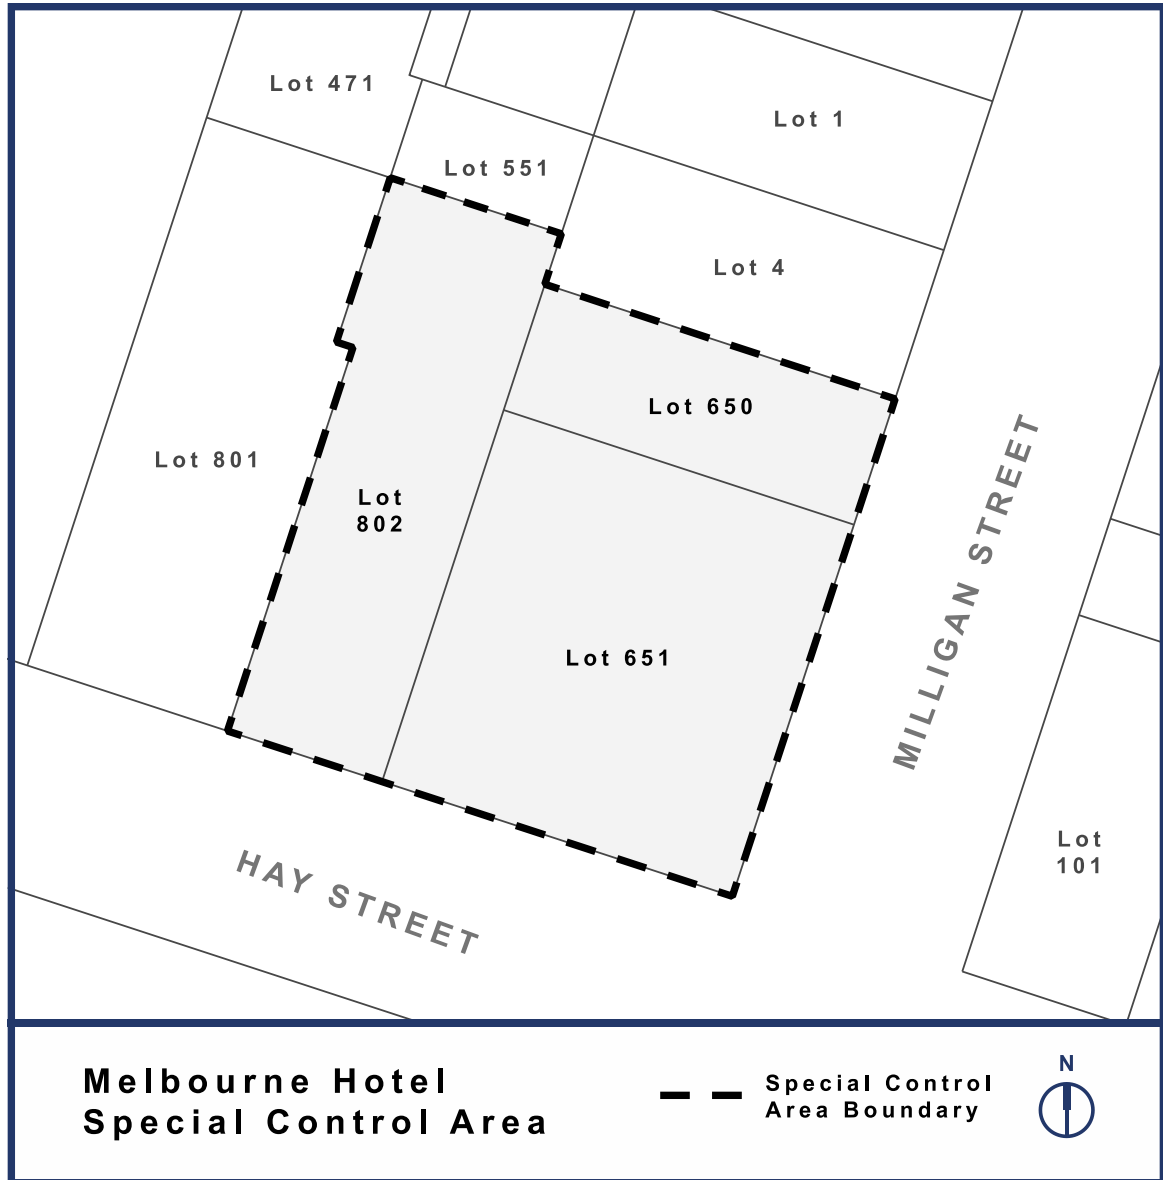 Lot 471
Lot 1
Lot 551
Lot 4
Lot 650
Lot 801
Lot
802
MILLIGAN STREET
Lot 651
Lot
101
HAY STREET
Melbourne Hotel
Special Control Area
Special Control
Area Boundary
N